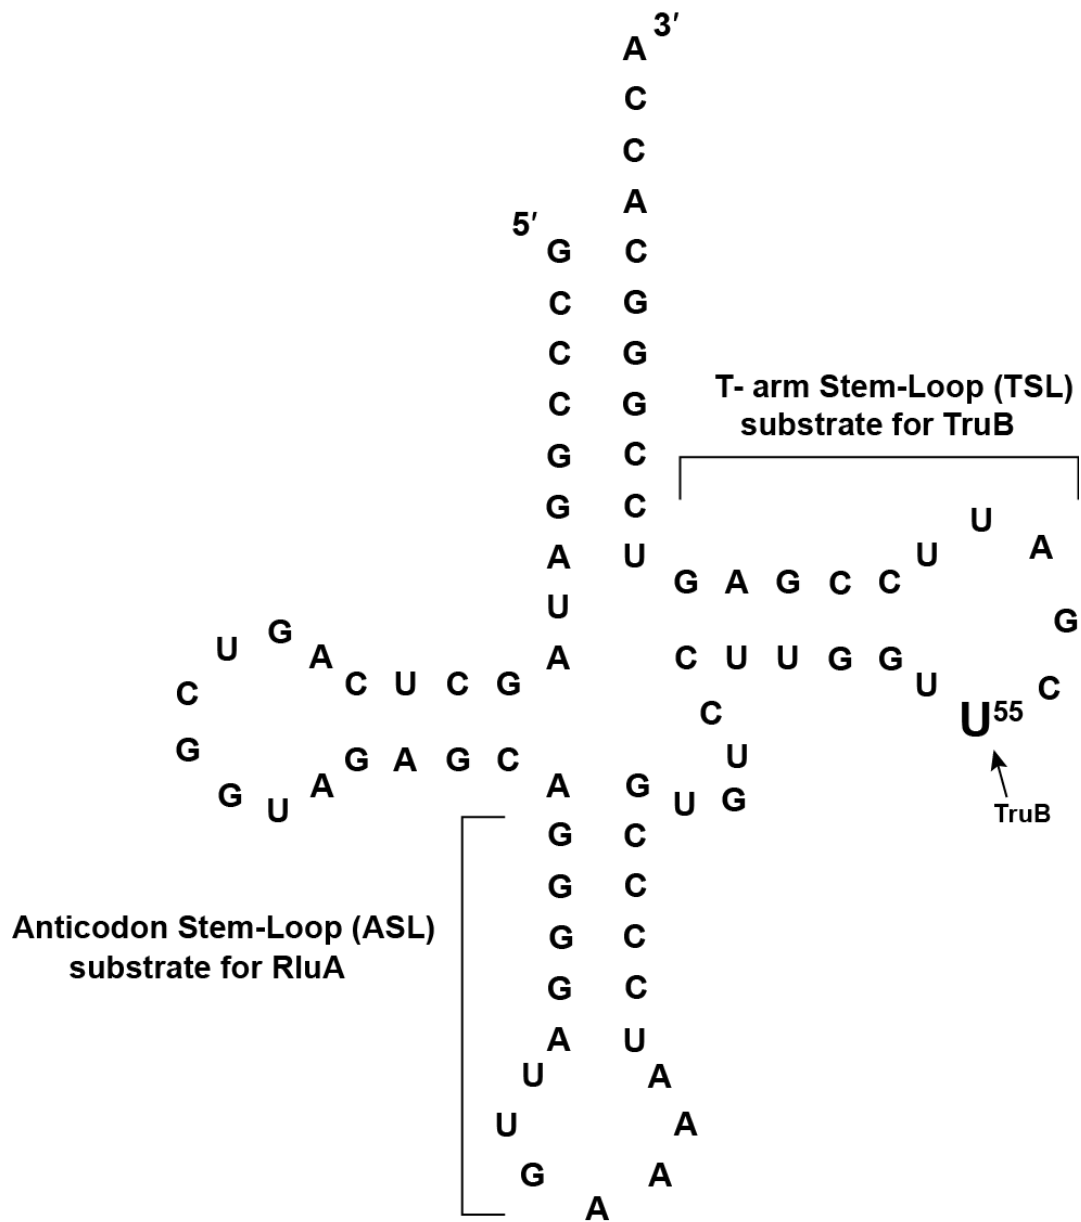 A 3′
C
C
A
5′
G C
C G
C G
T- arm Stem-Loop (TSL)
C G
substrate for TruB
G C
G C
U
A U U A
G A G C C
U
G G
U A A C U U G G
C C U C G U C
C U⁵⁵
G U
G A G C
A A G
G U U G
TruB
G C
G C
Anticodon Stem-Loop (ASL)
G C
substrate for RluA
G C
A U
U A
U A
G A
A